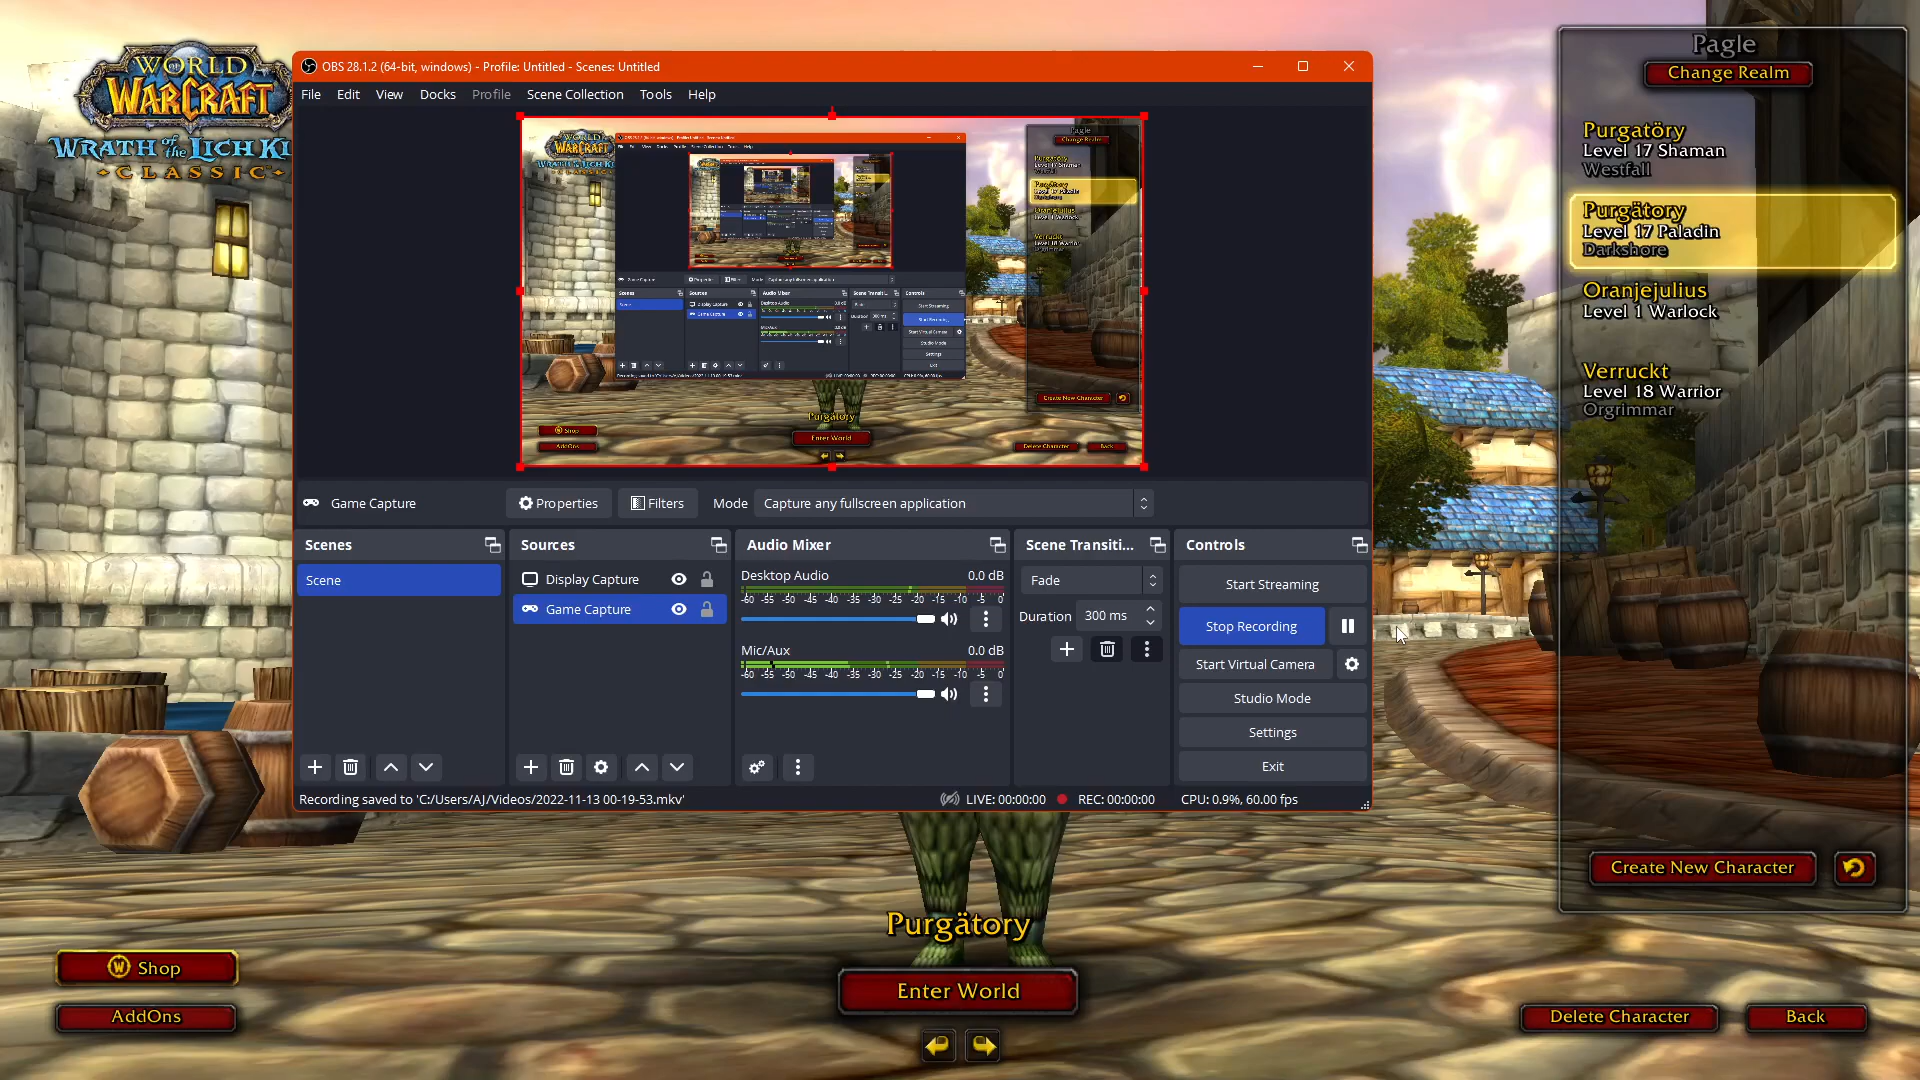 WORLD
OF
WARCRAFT
WRATH of the LICH KI
CLASSIC
OBS 28.1.2 (64-bit, windows) - Profile: Untitled - Scenes: Untitled
File Edit View Docks Profile Scene Collection Tools Help
Game Capture Properties Filters Mode Capture any fullscreen application
Scenes
Scene
Sources
Display Capture
Game Capture
Audio Mixer
Desktop Audio 0.0 dB
-60 -55 -50 -45 -40 -35 -30 -25 -20 -15 -10 -5 0
Mic/Aux 0.0 dB
-60 -55 -50 -45 -40 -35 -30 -25 -20 -15 -10 -5 0
Scene Transiti...
Fade
Duration 300 ms
Controls
Start Streaming
Stop Recording
Start Virtual Camera
Studio Mode
Settings
Exit
Recording saved to 'C:/Users/AJ/Videos/2022-11-13 00-19-53.mkv'
LIVE: 00:00:00 REC: 00:00:00 CPU: 0.9%, 60.00 fps
Pagle
Change Realm
Purgatöry
Level 17 Shaman
Westfall
Purgätory
Level 17 Paladin
Darkshore
Oranjejulius
Level 1 Warlock
Verruckt
Level 18 Warrior
Orgrimmar
Create New Character
Purgätory
Enter World
Shop
AddOns
Delete Character
Back